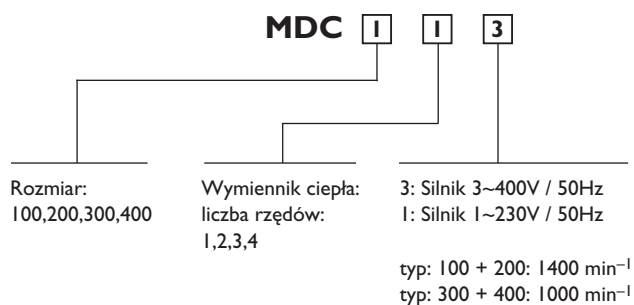 MDC 1 1 3
Rozmiar:
100,200,300,400
Wymiennik ciepła:
liczba rzędów:
1,2,3,4
3: Silnik 3~400V / 50Hz
1: Silnik 1~230V / 50Hz
typ: 100 + 200: 1400 min⁻¹
typ: 300 + 400: 1000 min⁻¹